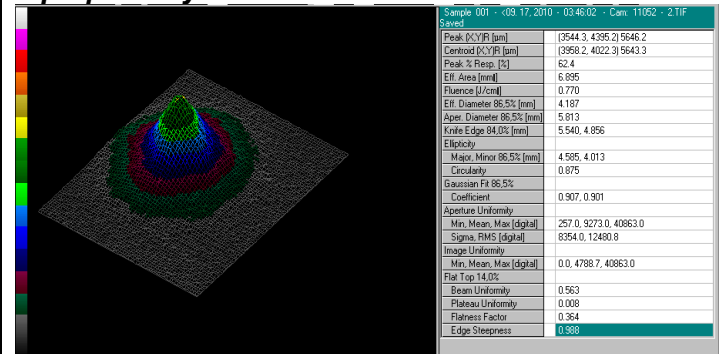 Sample 001 - <09. 17, 2010 - 03:46:02 - Cam: 11052 - 2.TIF
Saved
Peak (X,Y)R [µm] (3544.3, 4395.2) 5646.2
Centroid (X,Y)R [µm] (3958.2, 4022.3) 5643.3
Peak % Resp. [%] 62.4
Eff. Area [mm] 6.895
Fluence [J/cm] 0.770
Eff. Diameter 86,5% [mm] 4.187
Aper. Diameter 86,5% [mm] 5.813
Knife Edge 84,0% [mm] 5.540, 4.856
Ellipticity
Major, Minor 86,5% [mm] 4.585, 4.013
Circularity 0.875
Gaussian Fit 86,5%
Coefficient 0.907, 0.901
Aperture Uniformity
Min, Mean, Max [digital] 257.0, 9273.0, 40863.0
Sigma, RMS [digital] 8354.0, 12480.8
Image Uniformity
Min, Mean, Max [digital] 0.0, 4788.7, 40863.0
Flat Top 14,0%
Beam Uniformity 0.563
Plateau Uniformity 0.008
Flatness Factor 0.364
Edge Steepness 0.988